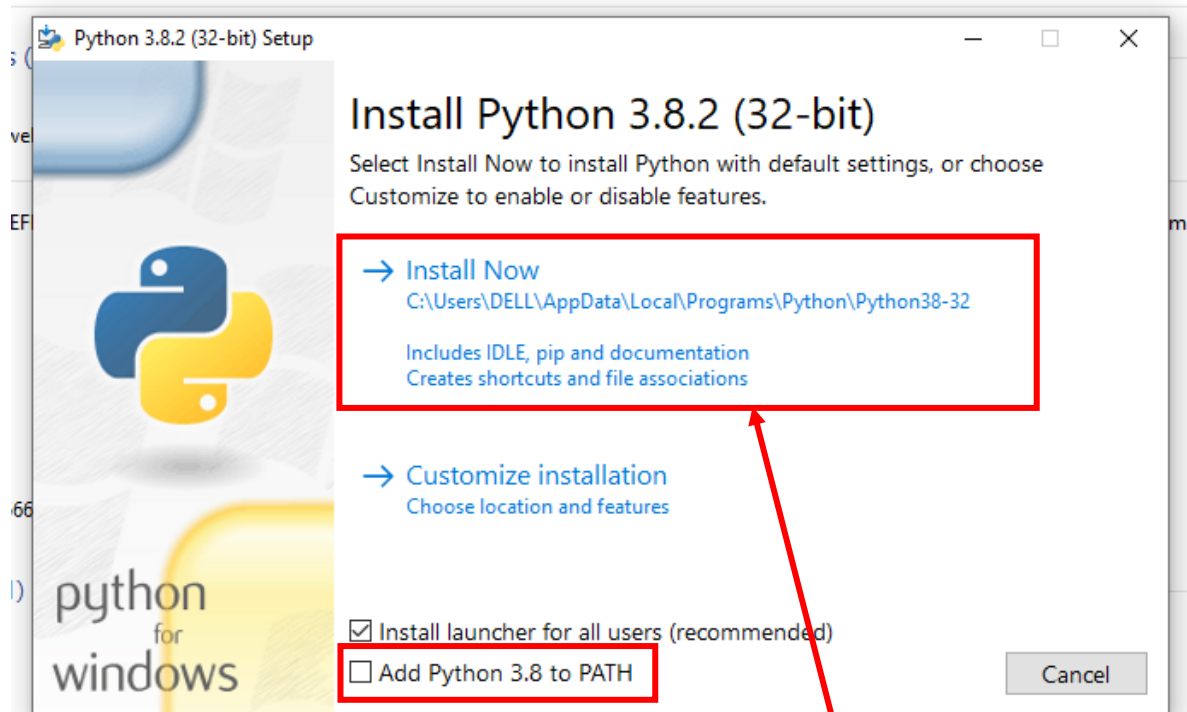 Python 3.8.2 (32-bit) Setup
Install Python 3.8.2 (32-bit)
Select Install Now to install Python with default settings, or choose
Customize to enable or disable features.
Install Now
C:\Users\DELL\AppData\Local\Programs\Python\Python38-32
Includes IDLE, pip and documentation
Creates shortcuts and file associations
Customize installation
Choose location and features
python
for
windows
Install launcher for all users (recommended)
Add Python 3.8 to PATH
Cancel